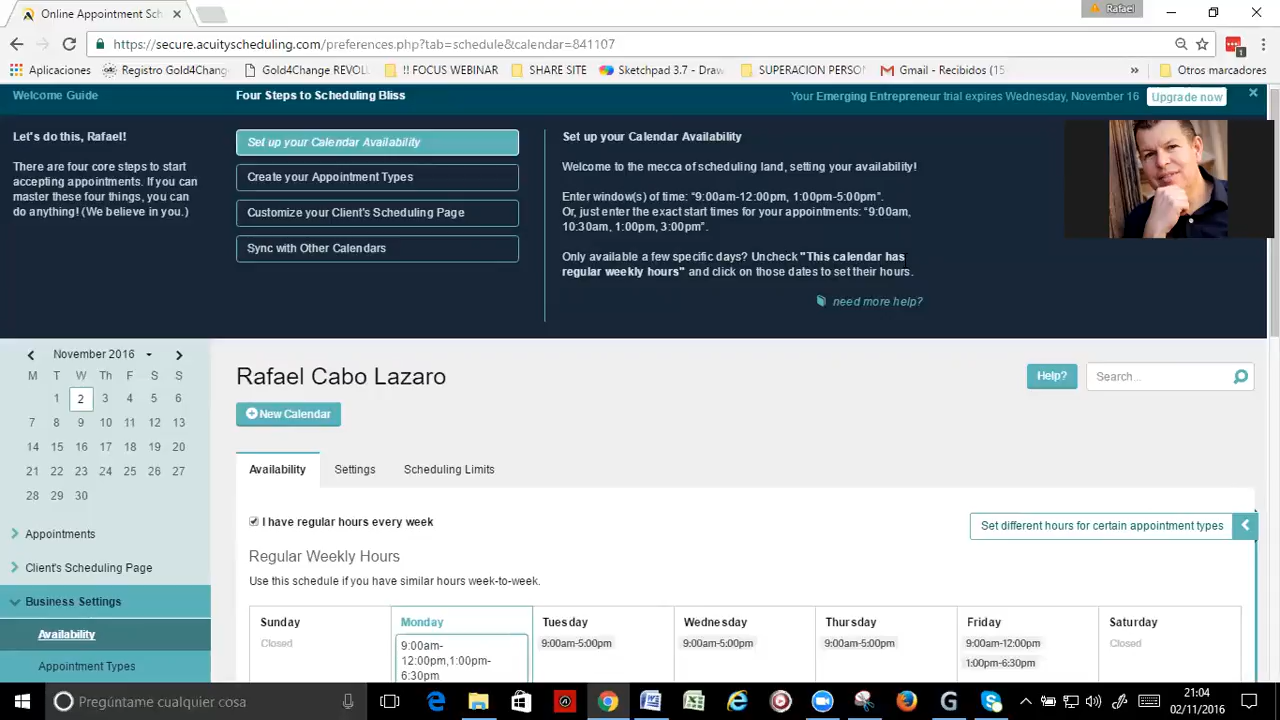 Online Appointment Sch
Rafael
https://secure.acuityscheduling.com/preferences.php?tab=schedule&calendar=841107
1
Aplicaciones
Registro Gold4Change
Gold4Change REVOL
!! FOCUS WEBINAR
SHARE SITE
Sketchpad 3.7 - Draw
SUPERACION PERSON
Gmail - Recibidos (15
Otros marcadores
Welcome Guide
Four Steps to Scheduling Bliss
Your Emerging Entrepreneur trial expires Wednesday, November 16
Upgrade now
Let's do this, Rafael!
There are four core steps to start
accepting appointments. If you can
master these four things, you can
do anything! (We believe in you.)
Set up your Calendar Availability
Create your Appointment Types
Customize your Client's Scheduling Page
Sync with Other Calendars
Set up your Calendar Availability
Welcome to the mecca of scheduling land, setting your availability!
Enter window(s) of time: "9:00am-12:00pm, 1:00pm-5:00pm".
Or, just enter the exact start times for your appointments: "9:00am,
10:30am, 1:00pm, 3:00pm".
Only available a few specific days? Uncheck "This calendar has
regular weekly hours" and click on those dates to set their hours.
need more help?
November 2016
M T W Th F S S
1 2 3 4 5 6
7 8 9 10 11 12 13
14 15 16 17 18 19 20
21 22 23 24 25 26 27
28 29 30
Appointments
Client's Scheduling Page
Business Settings
Availability
Appointment Types
Rafael Cabo Lazaro
Help?
Search...
New Calendar
Availability
Settings
Scheduling Limits
I have regular hours every week
Set different hours for certain appointment types
Regular Weekly Hours
Use this schedule if you have similar hours week-to-week.
Sunday
Closed
Monday
9:00am-
12:00pm,1:00pm-
6:30pm
Tuesday
9:00am-5:00pm
Wednesday
9:00am-5:00pm
Thursday
9:00am-5:00pm
Friday
9:00am-12:00pm
1:00pm-6:30pm
Saturday
Closed
Pregúntame cualquier cosa
21:04
02/11/2016